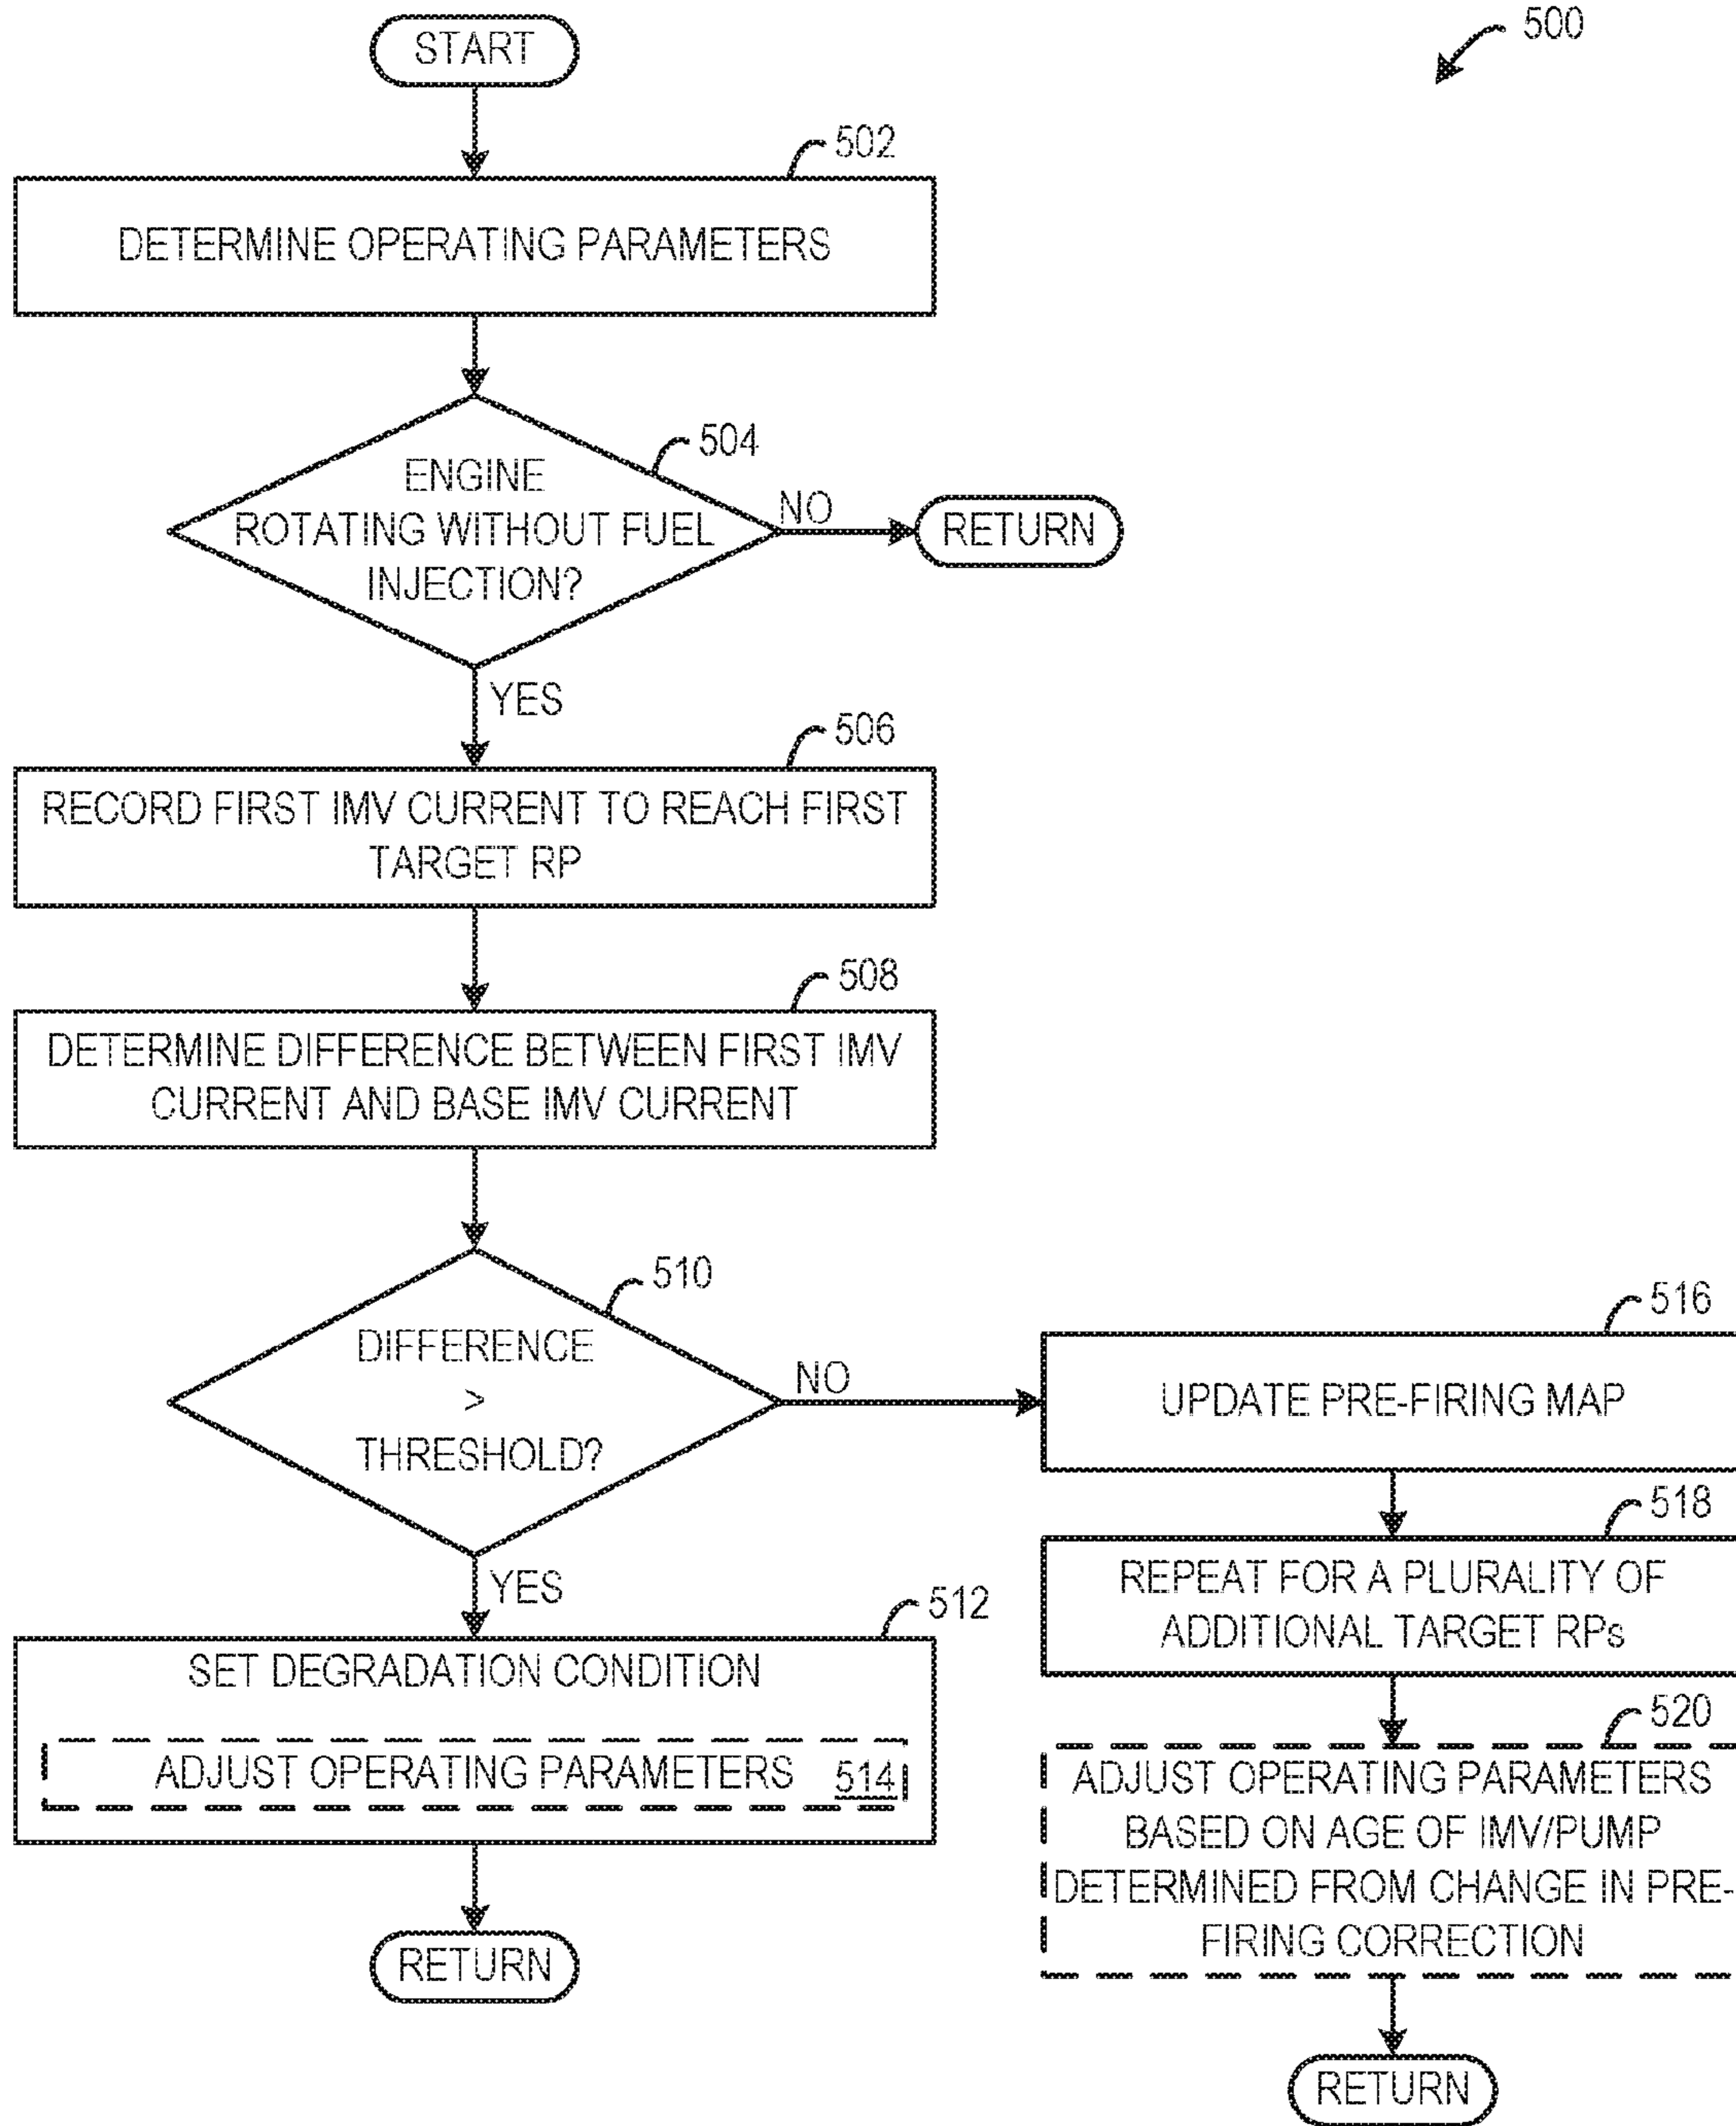 START
500
502
DETERMINE OPERATING PARAMETERS
504
ENGINE
ROTATING WITHOUT FUEL
INJECTION?
NO
RETURN
YES
506
RECORD FIRST IMV CURRENT TO REACH FIRST
TARGET RP
508
DETERMINE DIFFERENCE BETWEEN FIRST IMV
CURRENT AND BASE IMV CURRENT
510
DIFFERENCE
>
THRESHOLD?
NO
YES
512
SET DEGRADATION CONDITION
ADJUST OPERATING PARAMETERS 514
RETURN
516
UPDATE PRE-FIRING MAP
518
REPEAT FOR A PLURALITY OF
ADDITIONAL TARGET RPs
520
ADJUST OPERATING PARAMETERS
BASED ON AGE OF IMV/PUMP
DETERMINED FROM CHANGE IN PRE-
FIRING CORRECTION
RETURN